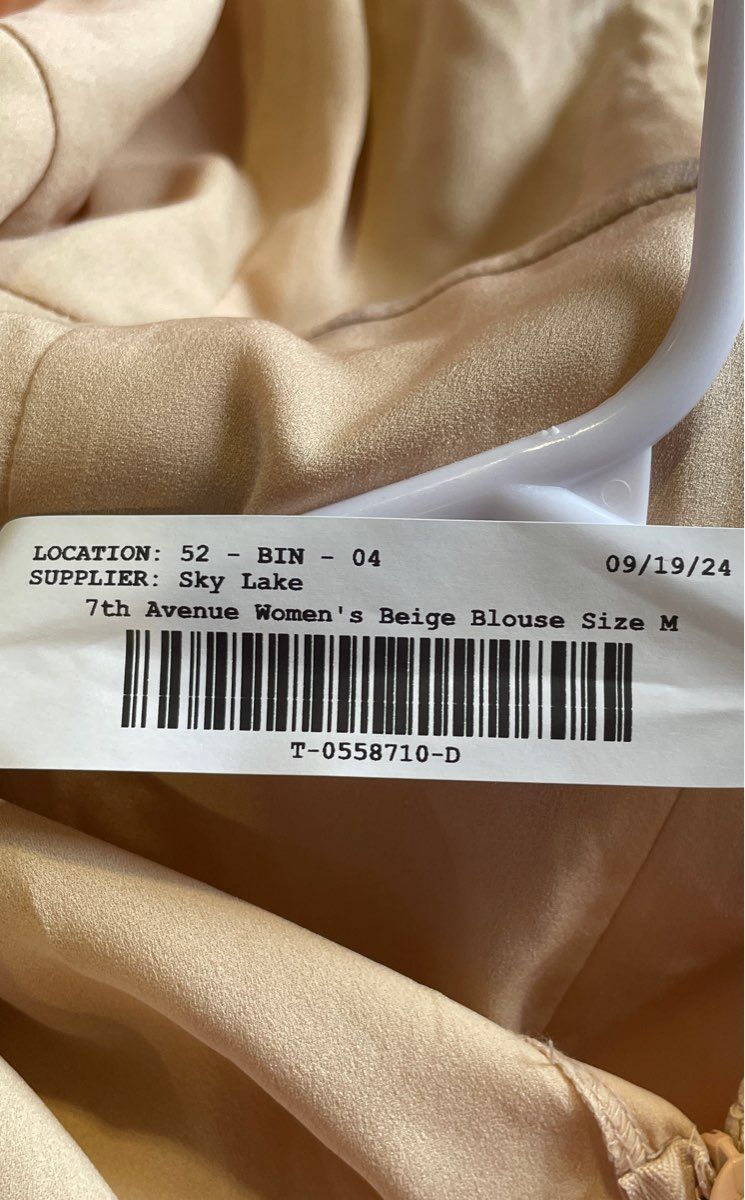 LOCATION: 52 - BIN - 04 09/19/24
SUPPLIER: Sky Lake
7th Avenue Women's Beige Blouse Size M
T-0558710-D